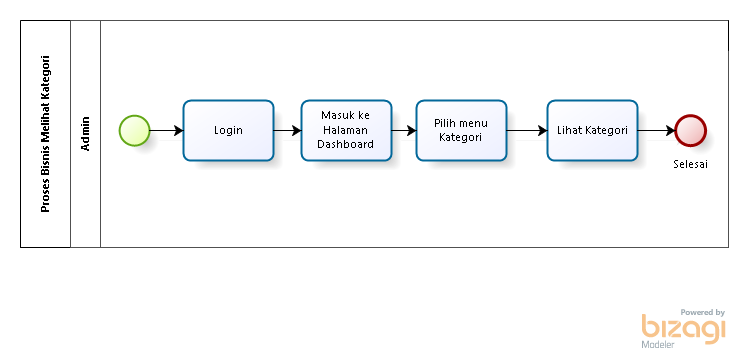 Proses Bisnis Melihat Kategori
Admin
Login
Masuk ke
Halaman
Dashboard
Pilih menu
Kategori
Lihat Kategori
Selesai
Powered by
bizagi
Modeler